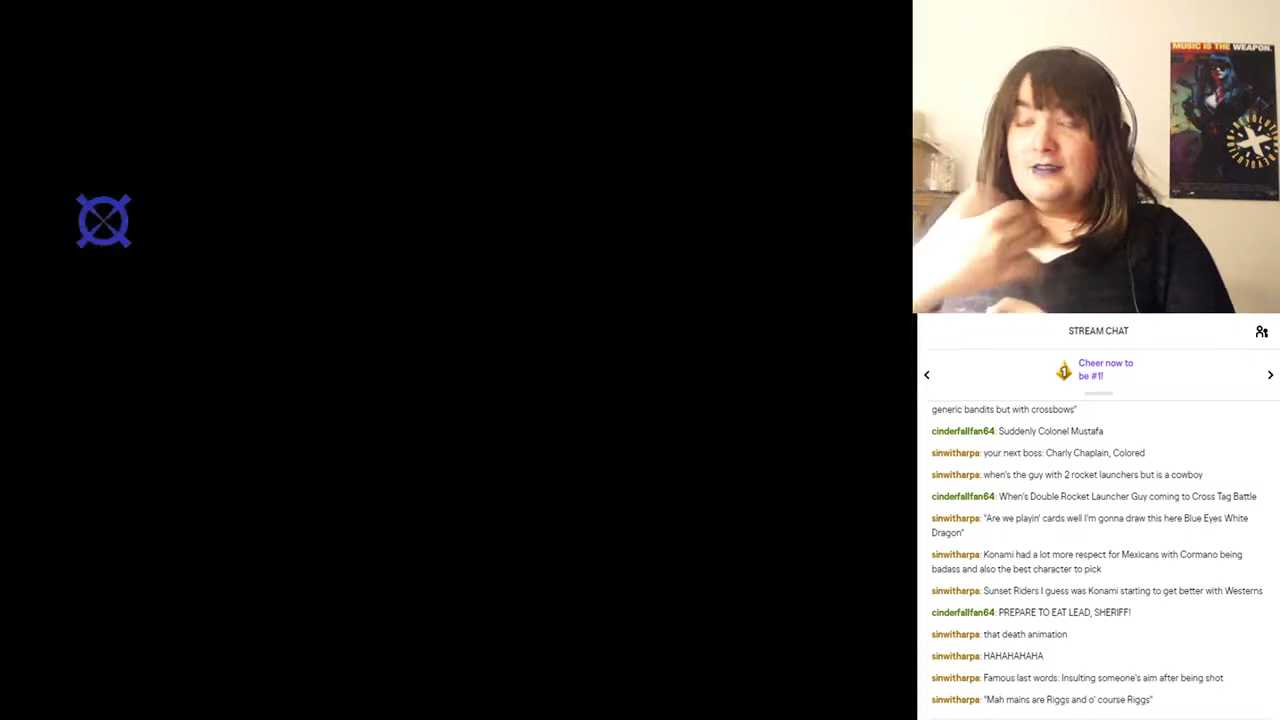 MUSIC IS THE WEAPON.
REVOLUTION
REVOLUTION
STREAM CHAT
Cheer now to
be #1!
1
generic bandits but with crossbows"
cinderfallfan64: Suddenly Colonel Mustafa
sinwitharpa: your next boss: Charly Chaplain, Colored
sinwitharpa: when's the guy with 2 rocket launchers but is a cowboy
cinderfallfan64: When's Double Rocket Launcher Guy coming to Cross Tag Battle
sinwitharpa: "Are we playin' cards well I'm gonna draw this here Blue Eyes White
Dragon"
sinwitharpa: Konami had a lot more respect for Mexicans with Cormano being
badass and also the best character to pick
sinwitharpa: Sunset Riders I guess was Konami starting to get better with Westerns
cinderfallfan64: PREPARE TO EAT LEAD, SHERIFF!
sinwitharpa: that death animation
sinwitharpa: HAHAHAHAHA
sinwitharpa: Famous last words: Insulting someone's aim after being shot
sinwitharpa: "Mah mains are Riggs and o' course Riggs"